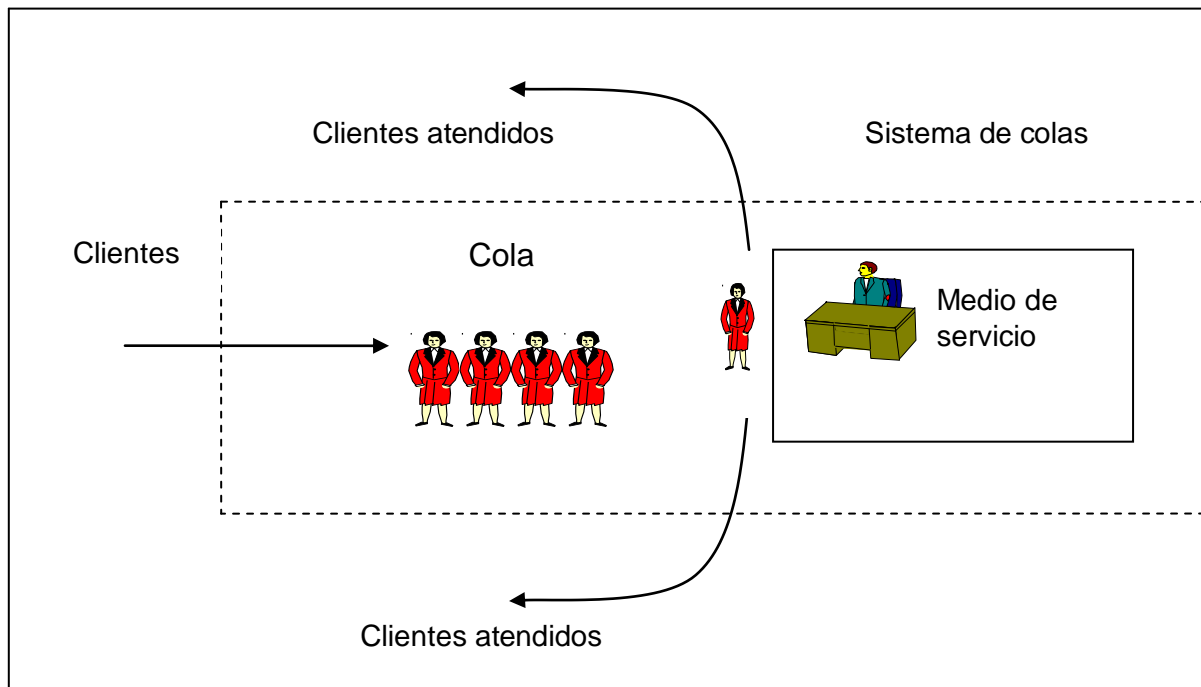 Clientes atendidos
Sistema de colas
Clientes
Cola
Medio de
servicio
Clientes atendidos